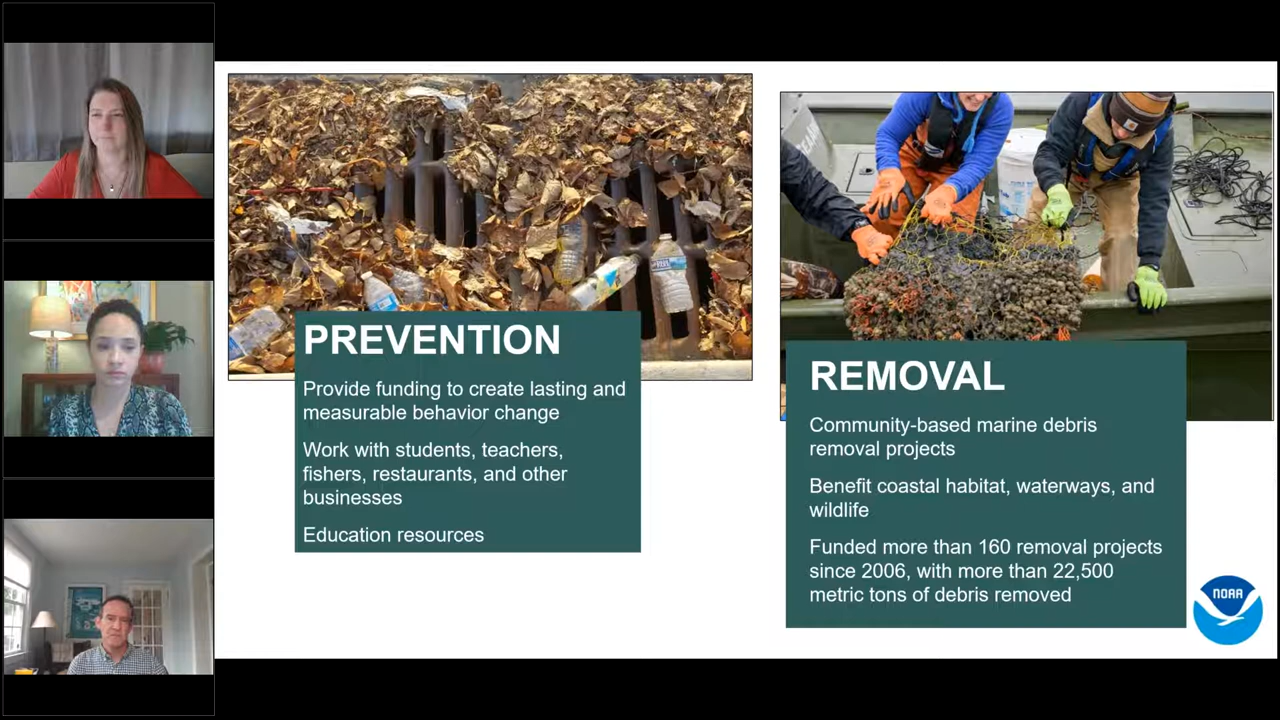 PREVENTION
Provide funding to create lasting and
measurable behavior change
Work with students, teachers,
fishers, restaurants, and other
businesses
Education resources
REMOVAL
Community-based marine debris
removal projects
Benefit coastal habitat, waterways, and
wildlife
Funded more than 160 removal projects
since 2006, with more than 22,500
metric tons of debris removed
NOAA